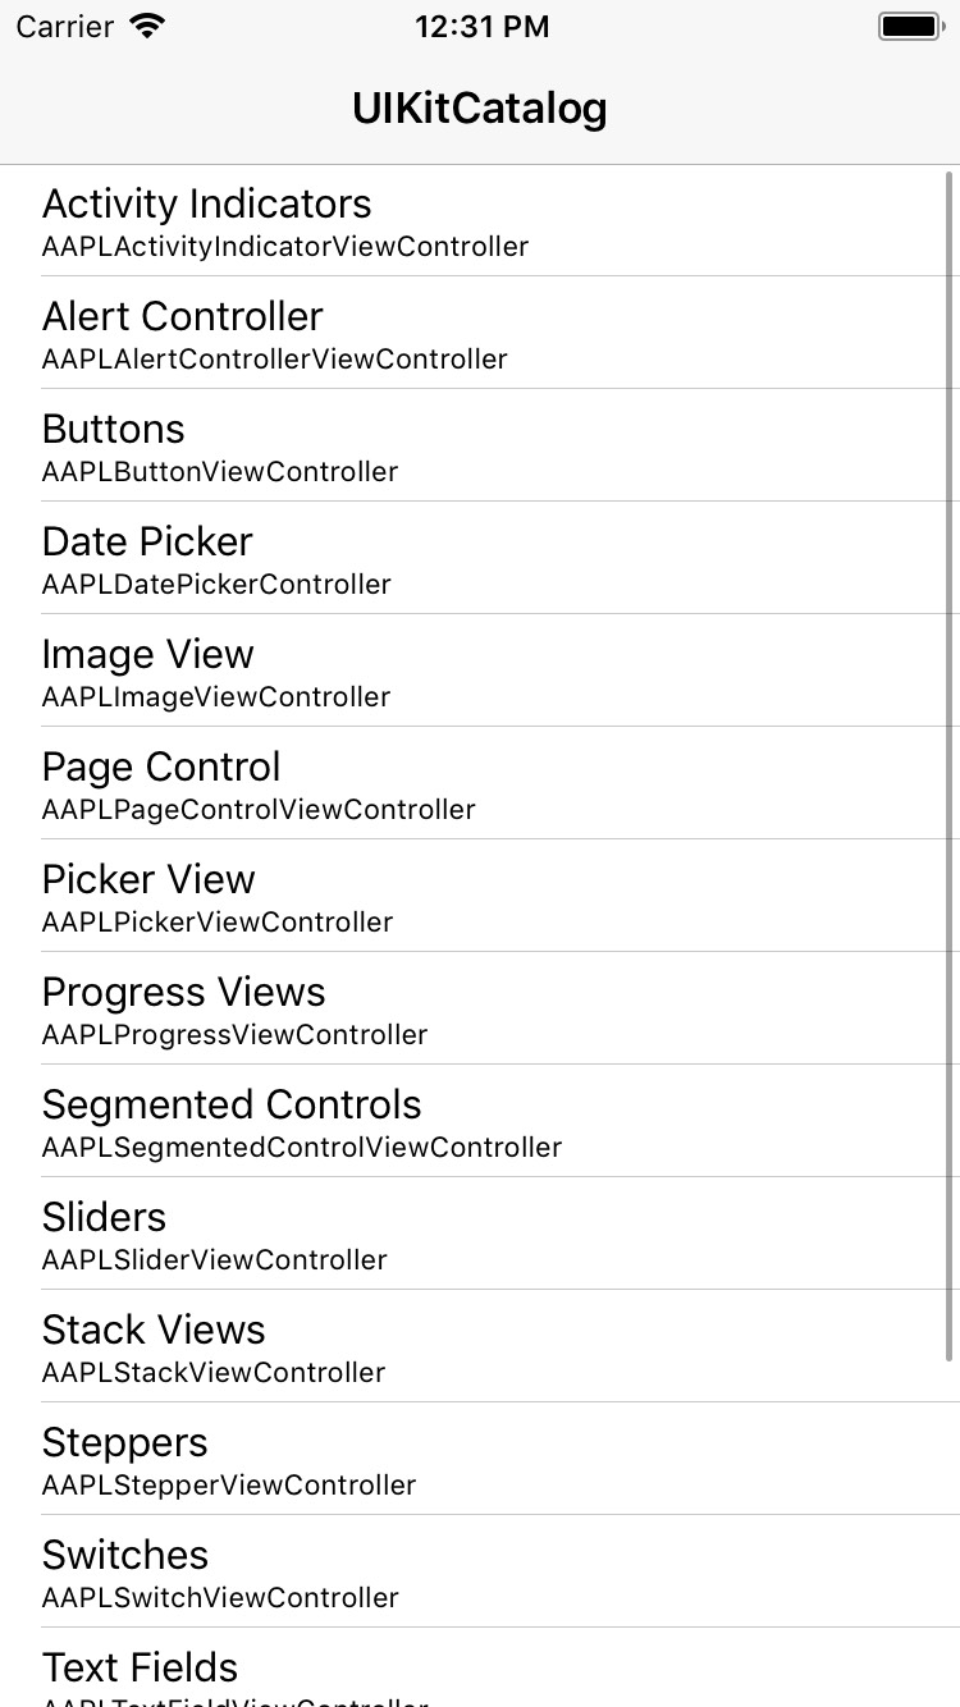 Carrier 12:31 PM
UIKitCatalog
Activity Indicators
AAPLActivityIndicatorViewController
Alert Controller
AAPLAlertControllerViewController
Buttons
AAPLButtonViewController
Date Picker
AAPLDatePickerController
Image View
AAPLImageViewController
Page Control
AAPLPageControlViewController
Picker View
AAPLPickerViewController
Progress Views
AAPLProgressViewController
Segmented Controls
AAPLSegmentedControlViewController
Sliders
AAPLSliderViewController
Stack Views
AAPLStackViewController
Steppers
AAPLStepperViewController
Switches
AAPLSwitchViewController
Text Fields
AAPLTextFieldViewController